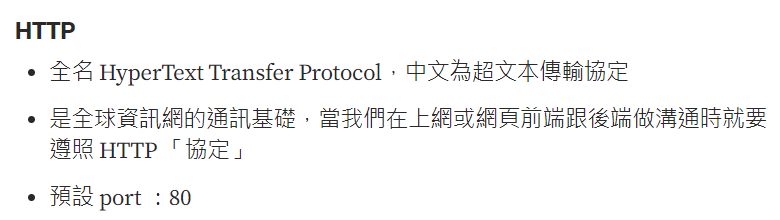 HTTP
• 全名 HyperText Transfer Protocol，中文為超文本傳輸協定
• 是全球資訊網的通訊基礎，當我們在上網或網頁前端跟後端做溝通時就要
遵照 HTTP「協定」
• 預設 port ：80